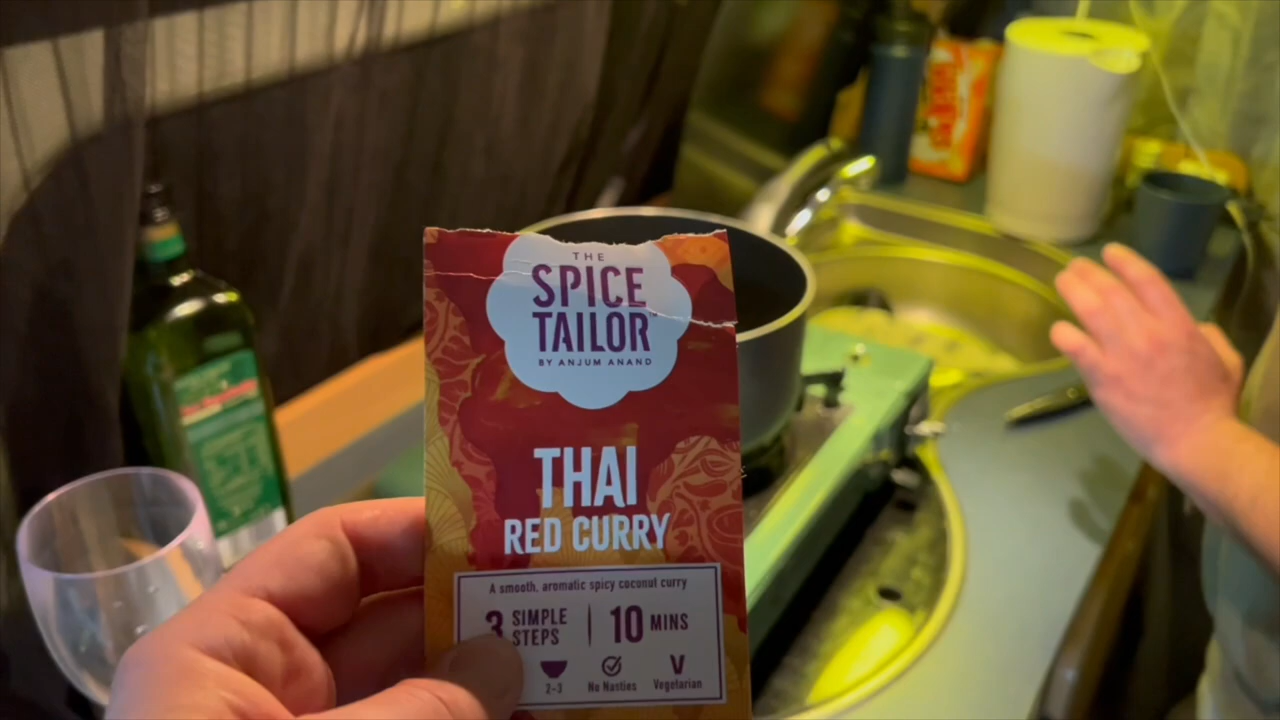 THE
SPICE
TAILOR™
BY ANJUM ANAND
THAI
RED CURRY
A smooth, aromatic spicy coconut curry
3 SIMPLE STEPS | 10 MINS
2-3
No Nasties
Vegetarian